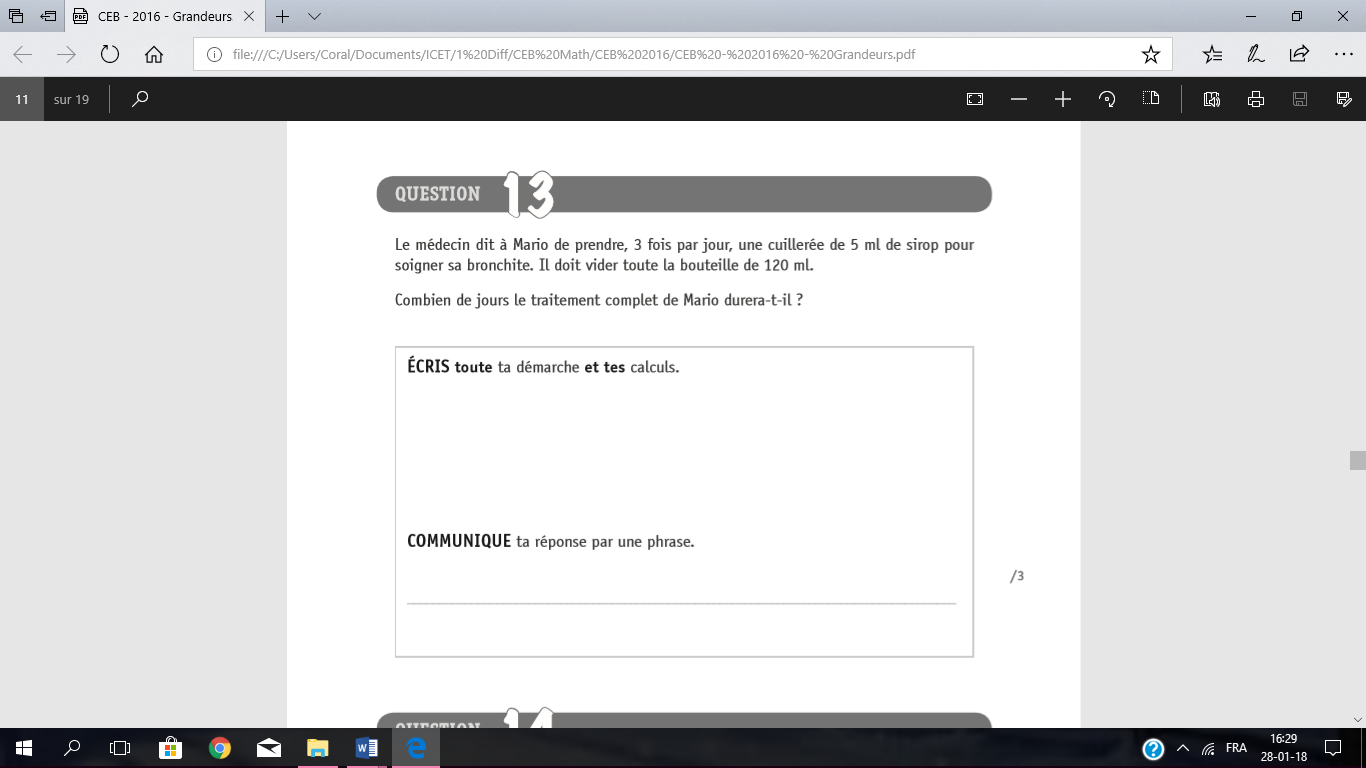 CEB - 2016 - Grandeurs
file:///C:/Users/Coral/Documents/ICET/1%20Diff/CEB%20Math/CEB%202016/CEB%20-%202016%20-%20Grandeurs.pdf
11 sur 19
QUESTION 13
Le médecin dit à Mario de prendre, 3 fois par jour, une cuillerée de 5 ml de sirop pour
soigner sa bronchite. Il doit vider toute la bouteille de 120 ml.
Combien de jours le traitement complet de Mario durera-t-il ?
ÉCRIS toute ta démarche et tes calculs.
COMMUNIQUE ta réponse par une phrase.
/3
QUESTION 14
FRA
16:29
28-01-18